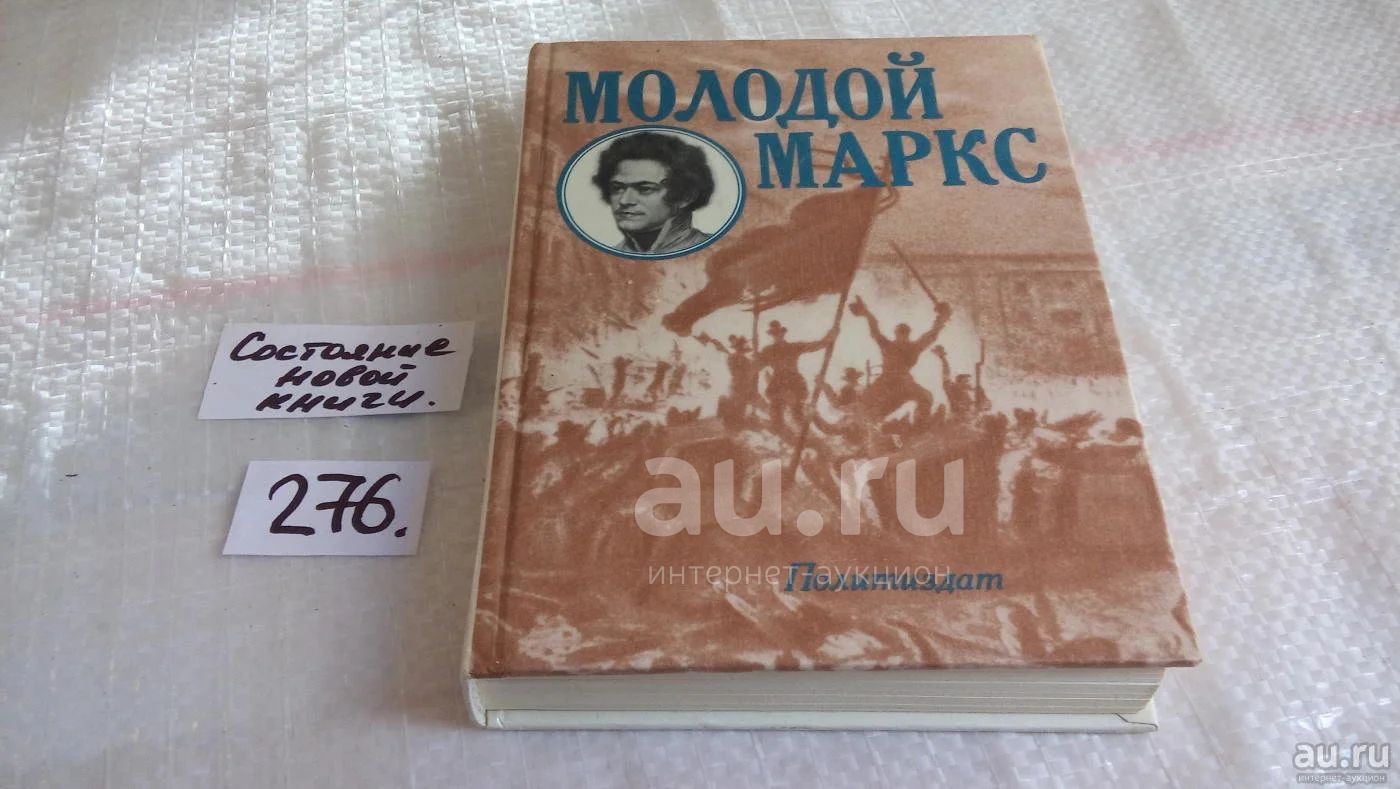 МОЛОДОЙ
МАРКС
Состояние
новой
книги.
276.
au.ru
интернет-аукцион
Политиздат
au.ru
интернет-аукцион